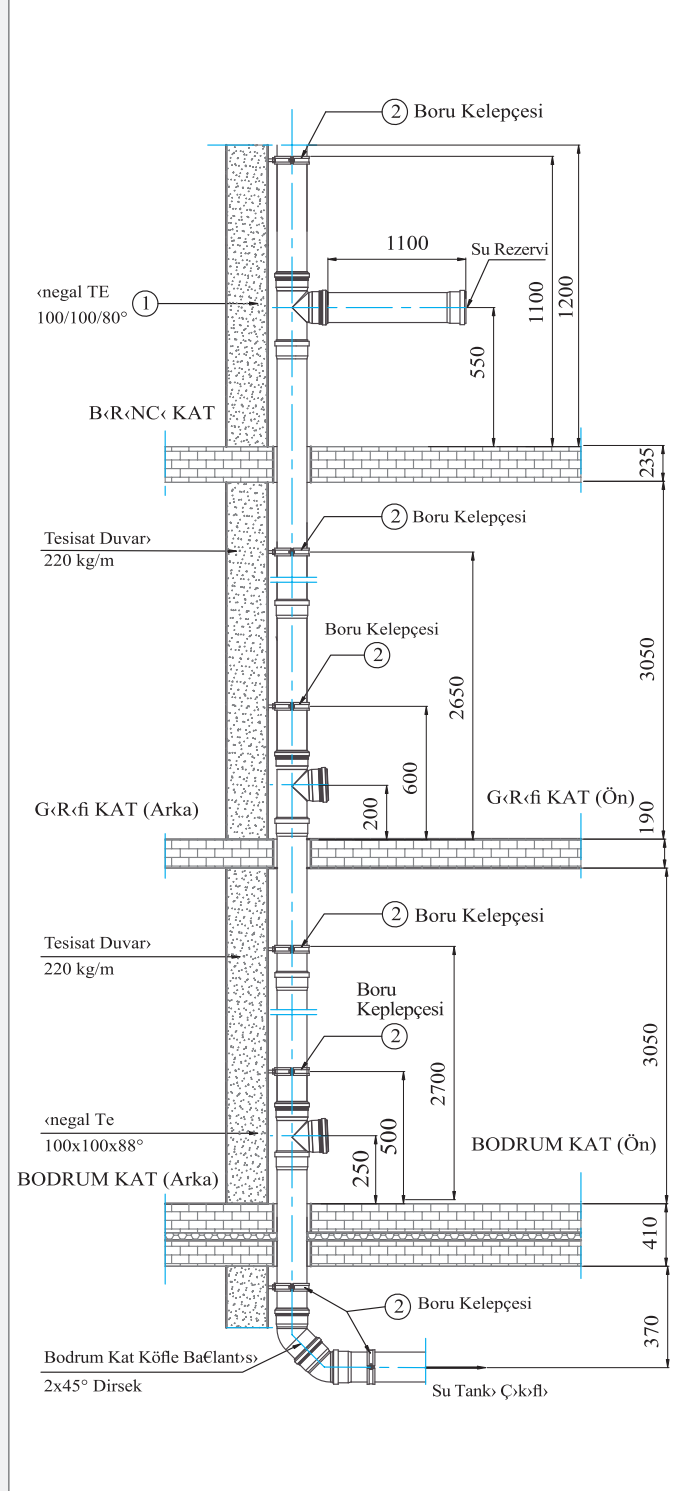 2 Boru Kelepçesi
1100
Su Rezervi
‹negal TE 1
100/100/80°
1100
1200
550
B‹R‹NC‹ KAT
235
2 Boru Kelepçesi
Tesisat Duvar›
220 kg/m
Boru Kelepçesi
2
2650
3050
600
200
G‹R‹fi KAT (Arka)
G‹R‹fi KAT (Ön)
190
2 Boru Kelepçesi
Tesisat Duvar›
220 kg/m
Boru
Keplepçesi
2
2700
3050
500
250
‹negal Te
100x100x88°
BODRUM KAT (Ön)
BODRUM KAT (Arka)
410
2 Boru Kelepçesi
370
Bodrum Kat Köfle Ba€lant›s›
2x45° Dirsek
Su Tank› Ç›k›fl›